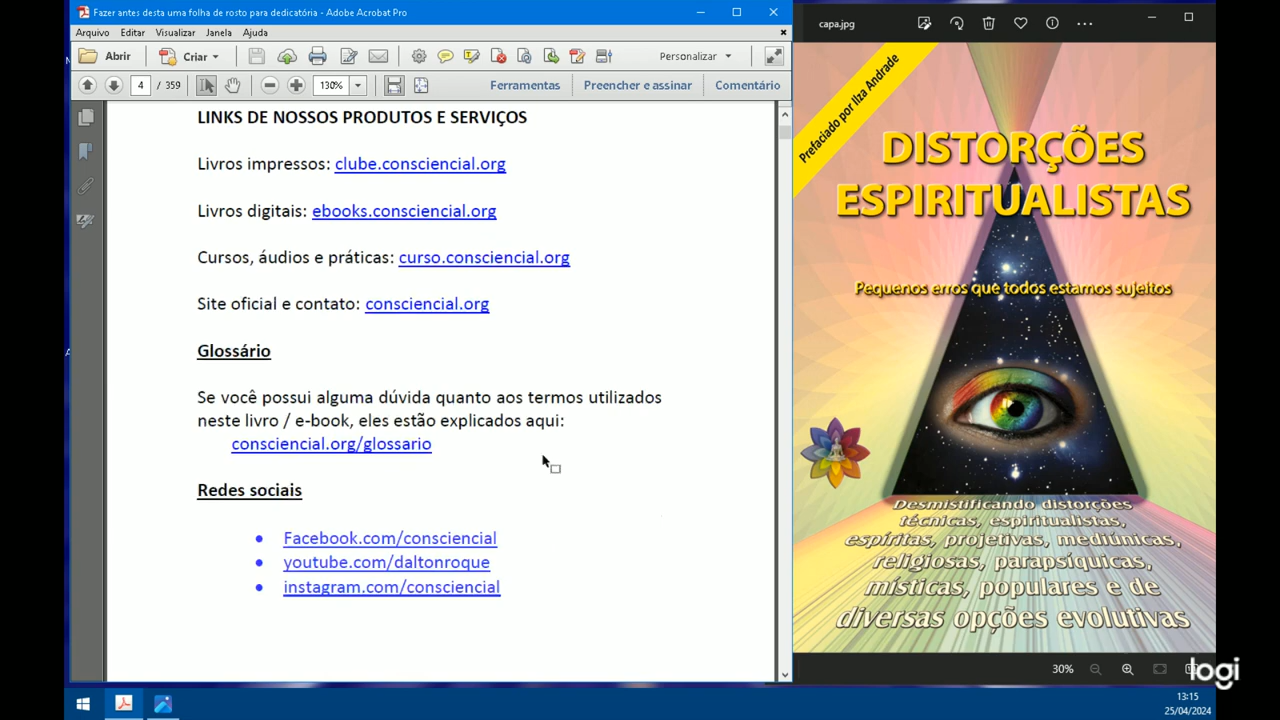 Fazer antes desta uma folha de rosto para dedicatória - Adobe Acrobat Pro
Arquivo Editar Visualizar Janela Ajuda
Abrir Criar Personalizar
4 / 359 130% Ferramentas Preencher e assinar Comentário
LINKS DE NOSSOS PRODUTOS E SERVIÇOS
Livros impressos: clube.consciencial.org
Livros digitais: ebooks.consciencial.org
Cursos, áudios e práticas: curso.consciencial.org
Site oficial e contato: consciencial.org
Glossário
Se você possui alguma dúvida quanto aos termos utilizados
neste livro / e-book, eles estão explicados aqui:
consciencial.org/glossario
Redes sociais
• Facebook.com/consciencial
• youtube.com/daltonroque
• instagram.com/consciencial
capa.jpg
Prefaciado por Ilza Andrade
DISTORÇÕES
ESPIRITUALISTAS
Pequenos erros que todos estamos sujeitos
Desmistificando distorções
técnicas, espiritualistas,
espíritas, projetivas, mediúnicas,
religiosas, parapsíquicas,
místicas, populares e de
diversas opções evolutivas
30%
logi
13:15
25/04/2024